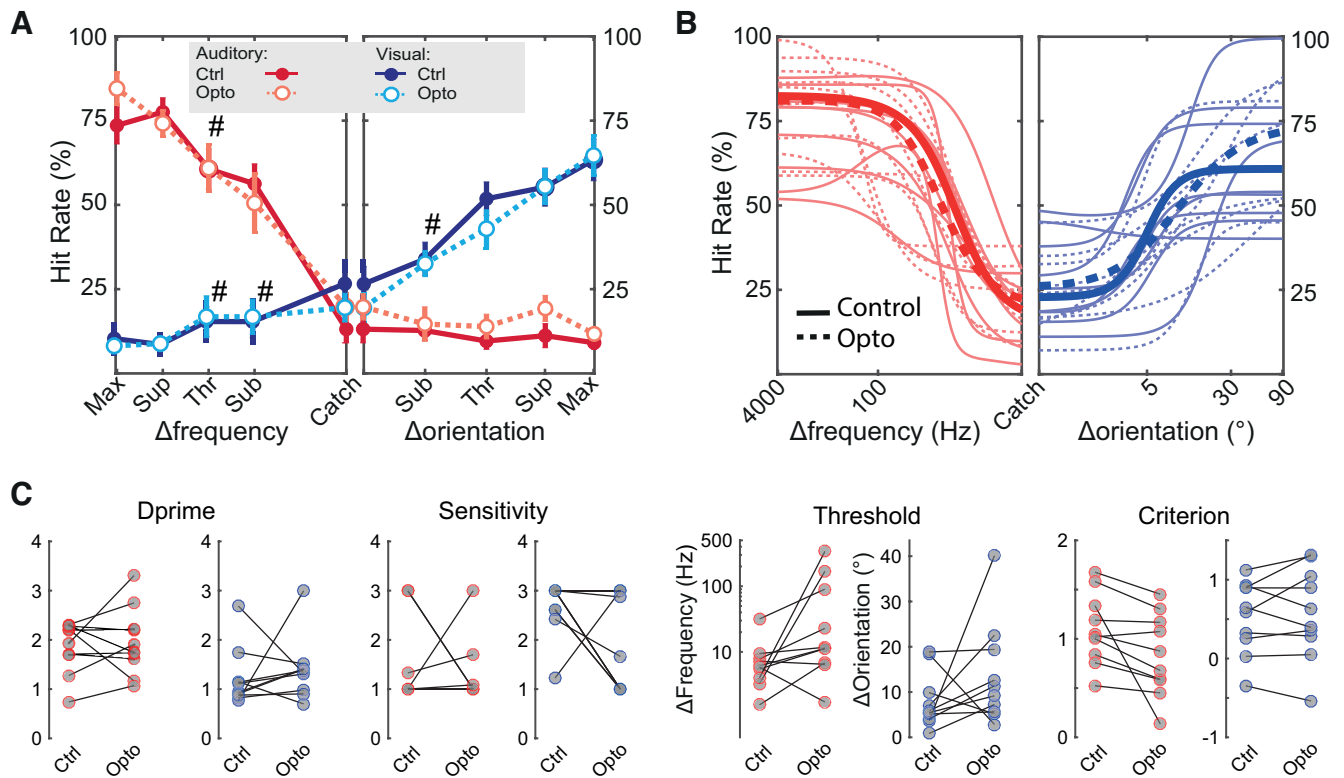 A
Hit Rate (%)
100
75
50
25
Auditory:
Ctrl
Opto
Visual:
Ctrl
Opto
#
#
#
#
100
75
50
25
Max
Sup
Thr
Sub
Catch
Sub
Thr
Sup
Max
Δfrequency
Δorientation
B
Hit Rate (%)
100
75
50
25
Control
Opto
100
75
50
25
4000
100
Catch
5
30
90
Δfrequency (Hz)
Δorientation (°)
C
Dprime
4
3
2
1
0
Ctrl
Opto
4
3
2
1
0
Ctrl
Opto
Sensitivity
4
3
2
1
0
Ctrl
Opto
4
3
2
1
0
Ctrl
Opto
Threshold
ΔFrequency (Hz)
500
100
10
Ctrl
Opto
ΔOrientation (°)
40
30
20
10
0
Ctrl
Opto
Criterion
2
1
0
Ctrl
Opto
1
0
-1
Ctrl
Opto